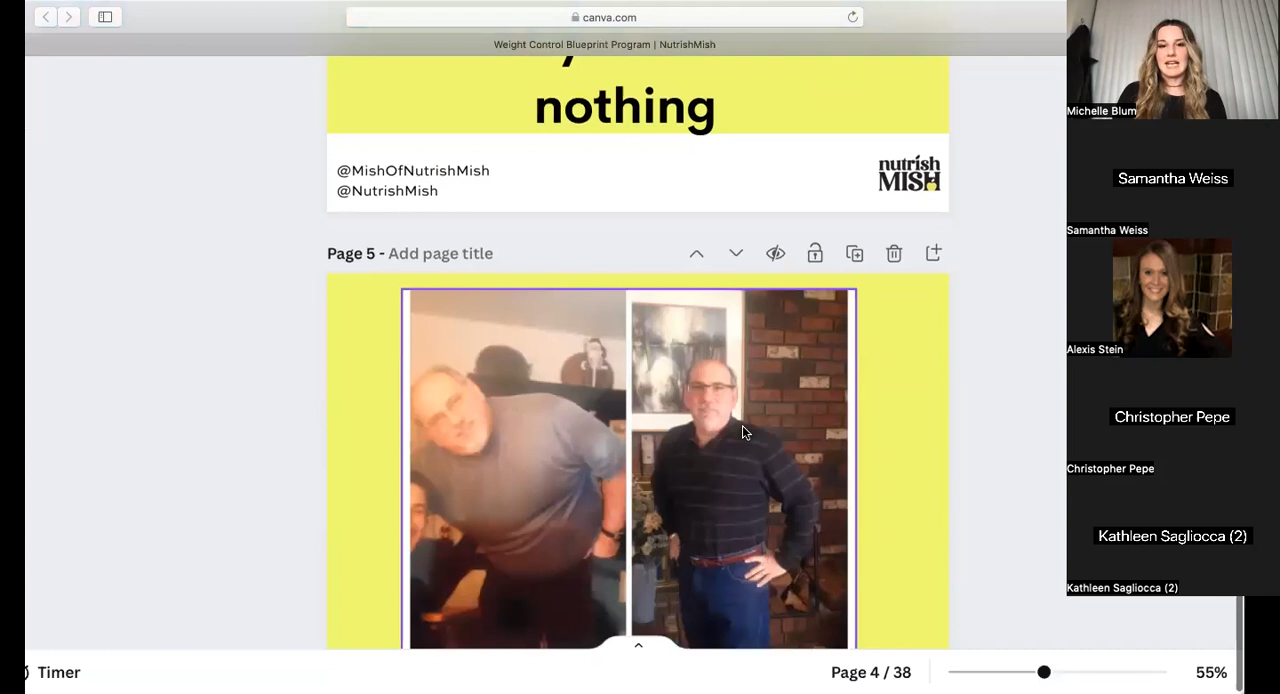 canva.com
Weight Control Blueprint Program | NutrishMish
nothing
@MishOfNutrishMish
@NutrishMish
nutrish
MISH
Page 5 - Add page title
Timer
Page 4 / 38
55%
Michelle Blum
Samantha Weiss
Samantha Weiss
Alexis Stein
Christopher Pepe
Christopher Pepe
Kathleen Sagliocca (2)
Kathleen Sagliocca (2)